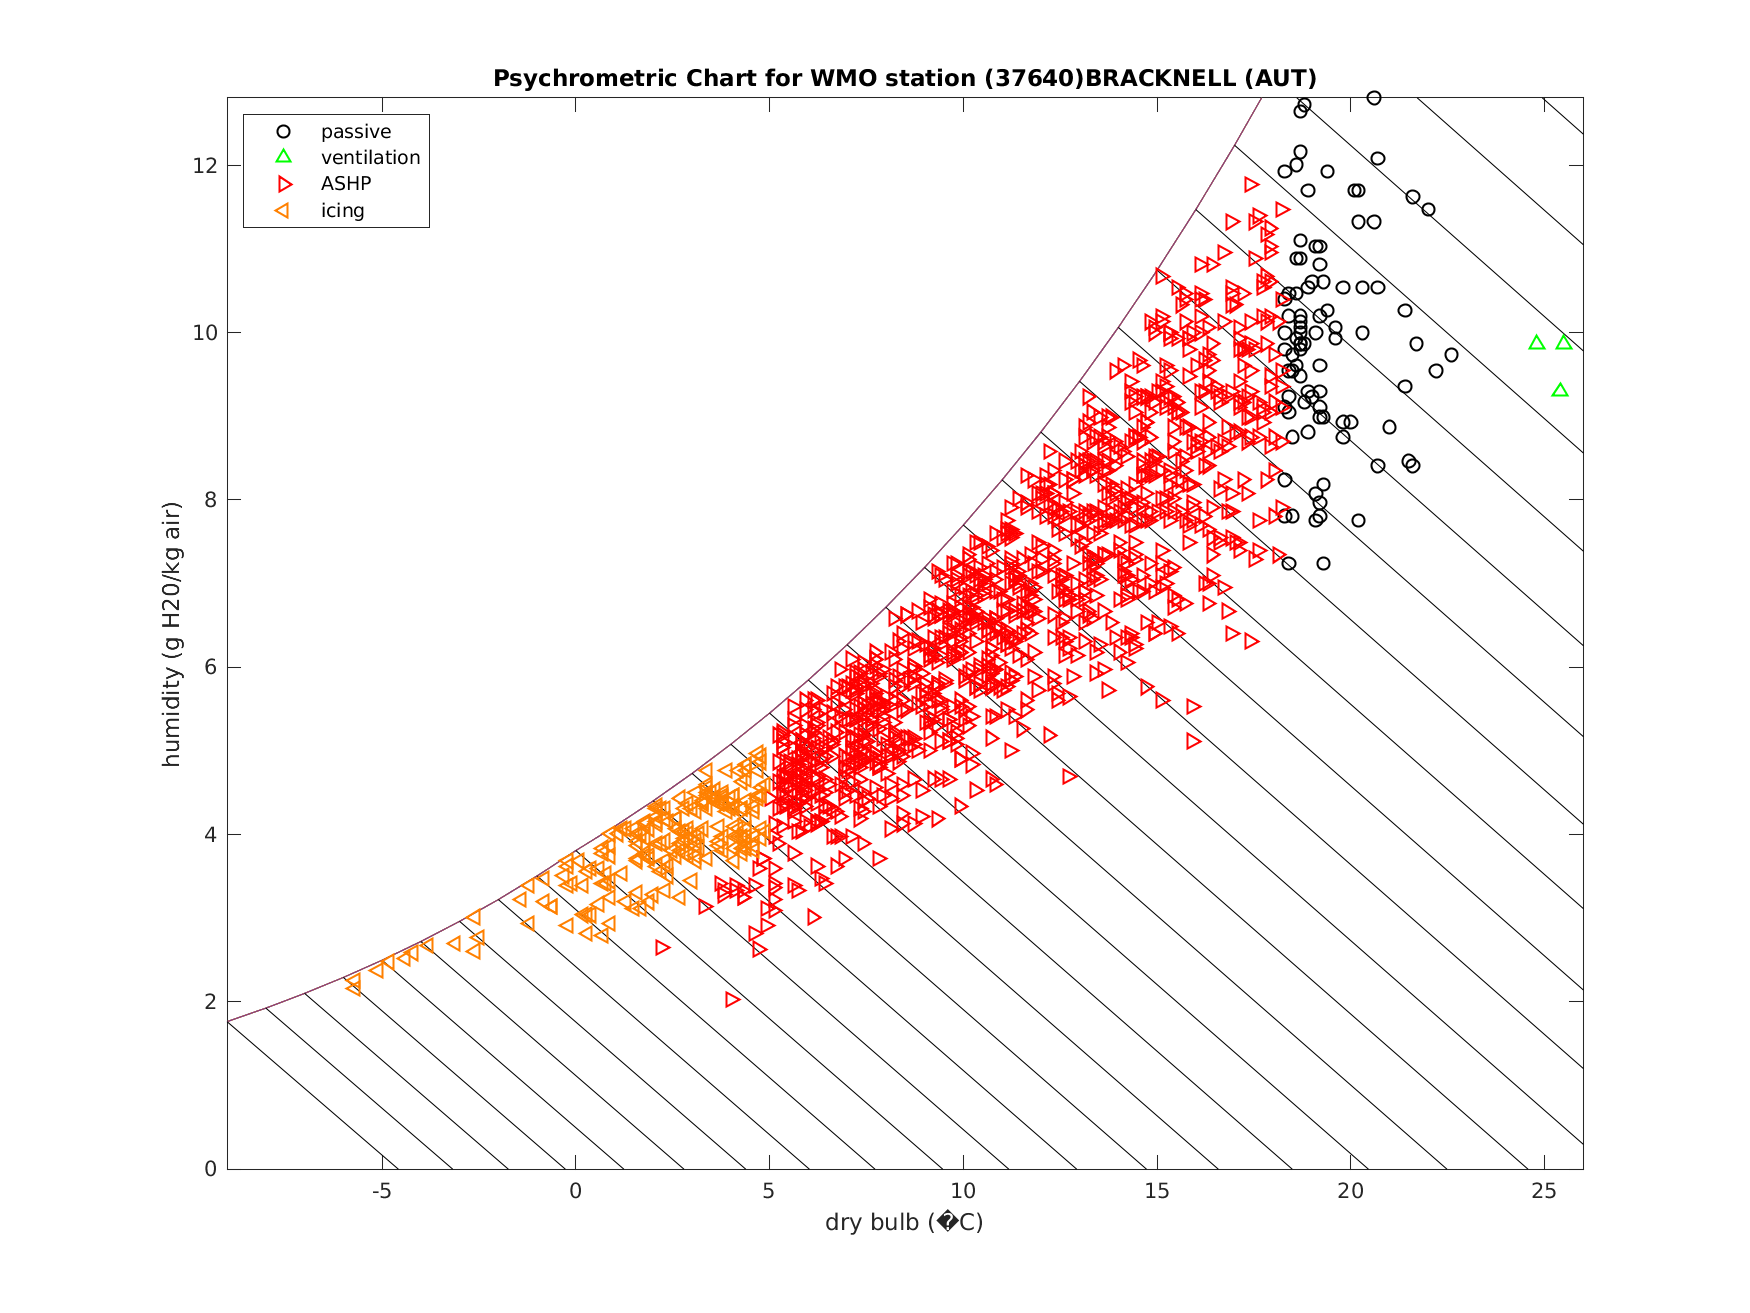 Psychrometric Chart for WMO station (37640)BRACKNELL (AUT)
passive
ventilation
ASHP
icing
humidity (g H20/kg air)
12
10
8
6
4
2
0
-5 0 5 10 15 20 25
dry bulb (�C)